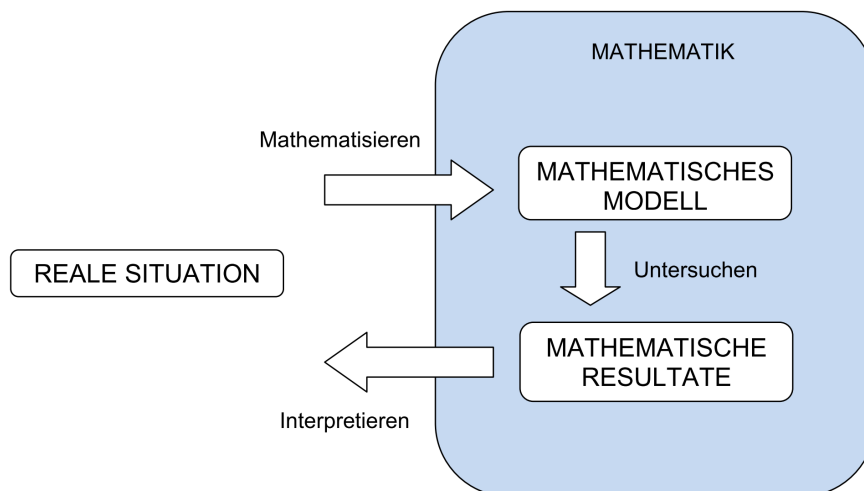 MATHEMATIK
Mathematisieren
MATHEMATISCHES
MODELL
REALE SITUATION
Untersuchen
MATHEMATISCHE
RESULTATE
Interpretieren